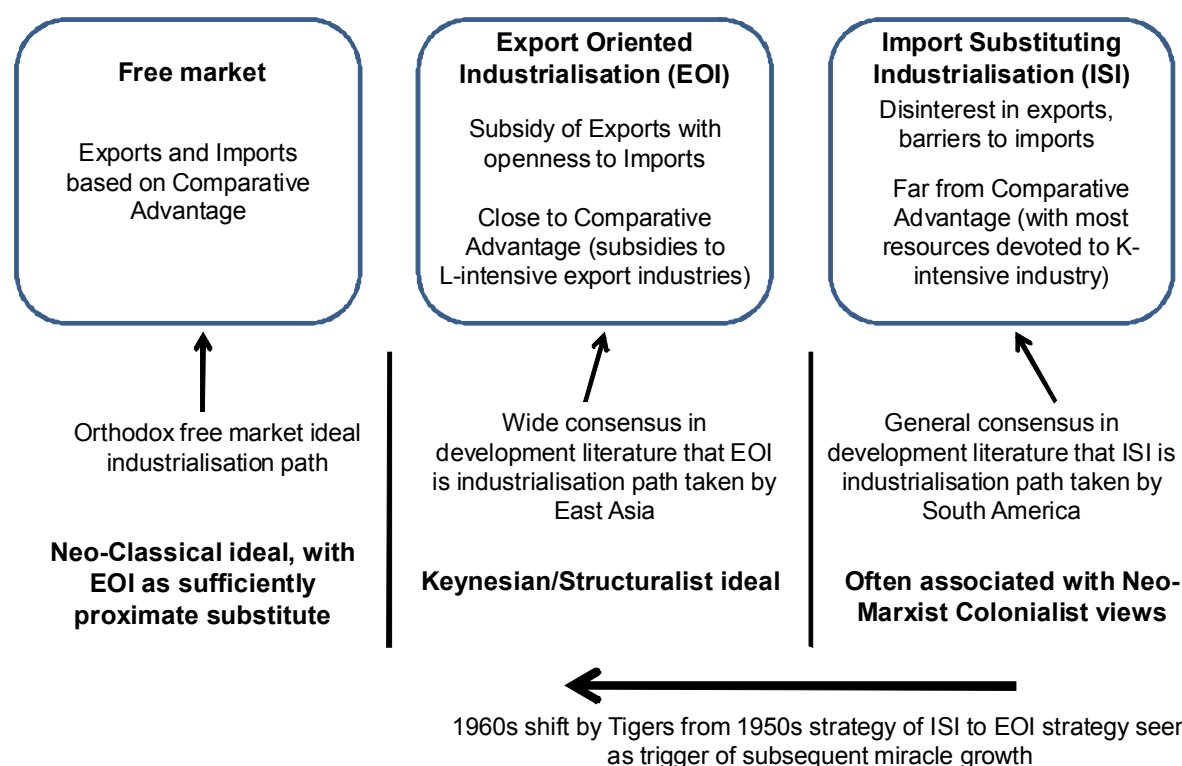 Free market
Exports and Imports
based on Comparative
Advantage
Export Oriented
Industrialisation (EOI)
Subsidy of Exports with
openness to Imports
Close to Comparative
Advantage (subsidies to
L-intensive export industries)
Import Substituting
Industrialisation (ISI)
Disinterest in exports,
barriers to imports
Far from Comparative
Advantage (with most
resources devoted to K-
intensive industry)
Orthodox free market ideal
industrialisation path
Neo-Classical ideal, with
EOI as sufficiently
proximate substitute
Wide consensus in
development literature that EOI
is industrialisation path taken by
East Asia
Keynesian/Structuralist ideal
General consensus in
development literature that ISI is
industrialisation path taken by
South America
Often associated with Neo-
Marxist Colonialist views
1960s shift by Tigers from 1950s strategy of ISI to EOI strategy seen
as trigger of subsequent miracle growth